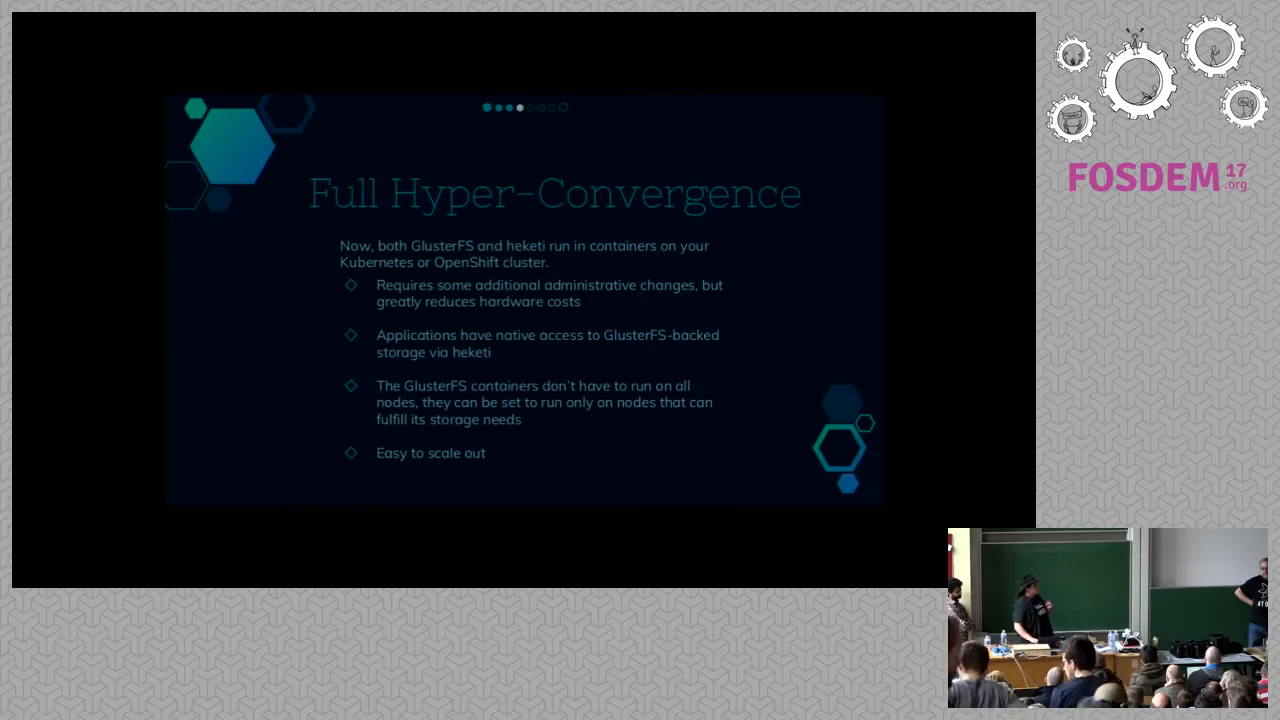 Full Hyper-Convergence
Now, both GlusterFS and heketi run in containers on your
Kubernetes or OpenShift cluster.
Requires some additional administrative changes, but
greatly reduces hardware costs
Applications have native access to GlusterFS-backed
storage via heketi
The GlusterFS containers don't have to run on all
nodes, they can be set to run only on nodes that can
fulfill its storage needs
Easy to scale out
FOSDEM 17
.org